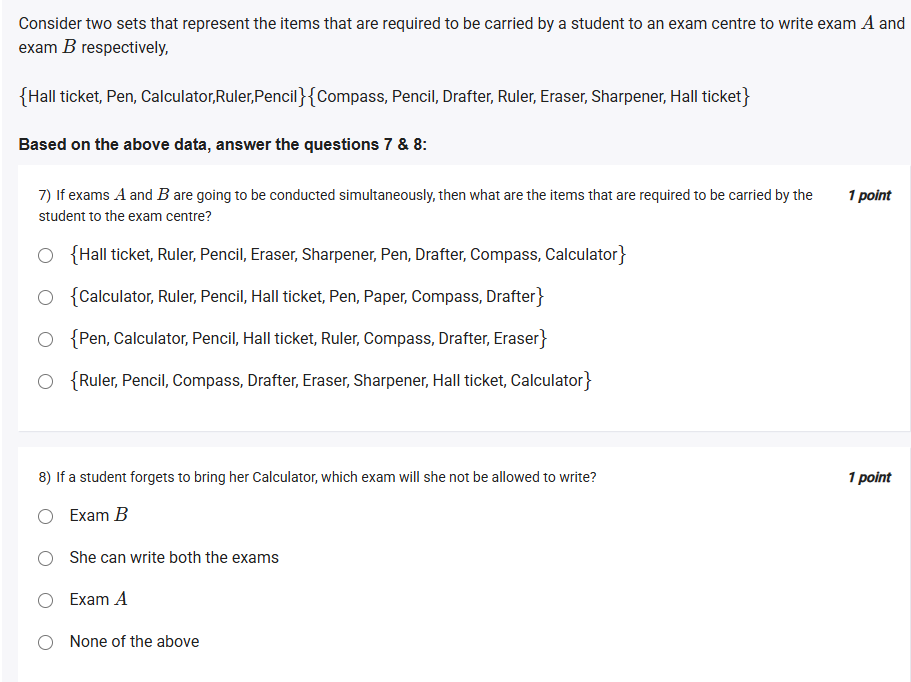 Consider two sets that represent the items that are required to be carried by a student to an exam centre to write exam A and
exam B respectively,
{Hall ticket, Pen, Calculator,Ruler,Pencil}{Compass, Pencil, Drafter, Ruler, Eraser, Sharpener, Hall ticket}
Based on the above data, answer the questions 7 & 8:
7) If exams A and B are going to be conducted simultaneously, then what are the items that are required to be carried by the 1 point
student to the exam centre?
{Hall ticket, Ruler, Pencil, Eraser, Sharpener, Pen, Drafter, Compass, Calculator}
{Calculator, Ruler, Pencil, Hall ticket, Pen, Paper, Compass, Drafter}
{Pen, Calculator, Pencil, Hall ticket, Ruler, Compass, Drafter, Eraser}
{Ruler, Pencil, Compass, Drafter, Eraser, Sharpener, Hall ticket, Calculator}
8) If a student forgets to bring her Calculator, which exam will she not be allowed to write? 1 point
Exam B
She can write both the exams
Exam A
None of the above